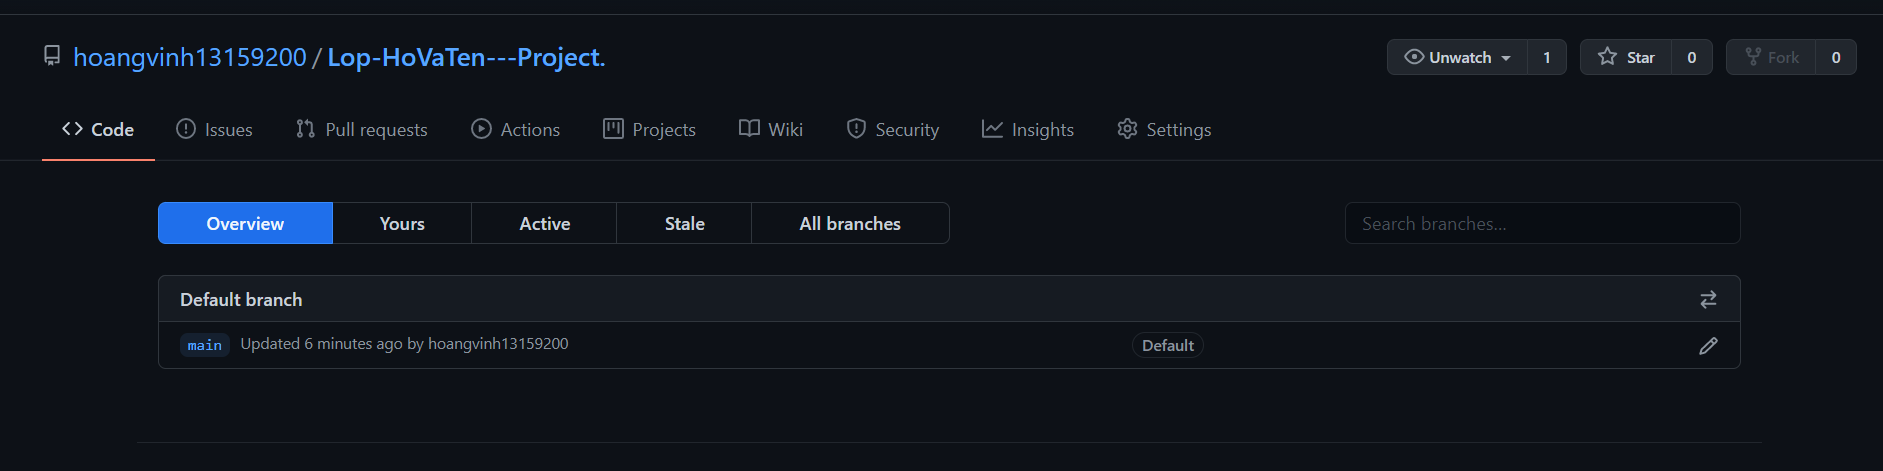 hoangvinh13159200 / Lop-HoVaTen---Project.
Unwatch 1 Star 0 Fork 0
Code Issues Pull requests Actions Projects Wiki Security Insights Settings
Overview Yours Active Stale All branches Search branches...
Default branch
main Updated 6 minutes ago by hoangvinh13159200 Default